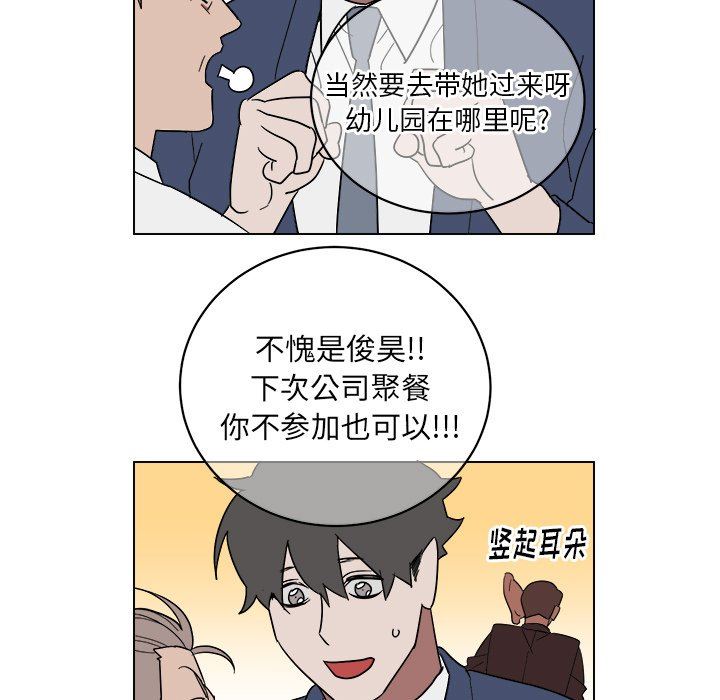 当然要去带她过来呀
幼儿园在哪里呢?
不愧是俊昊!!
下次公司聚餐
你不参加也可以!!!
竖起耳朵